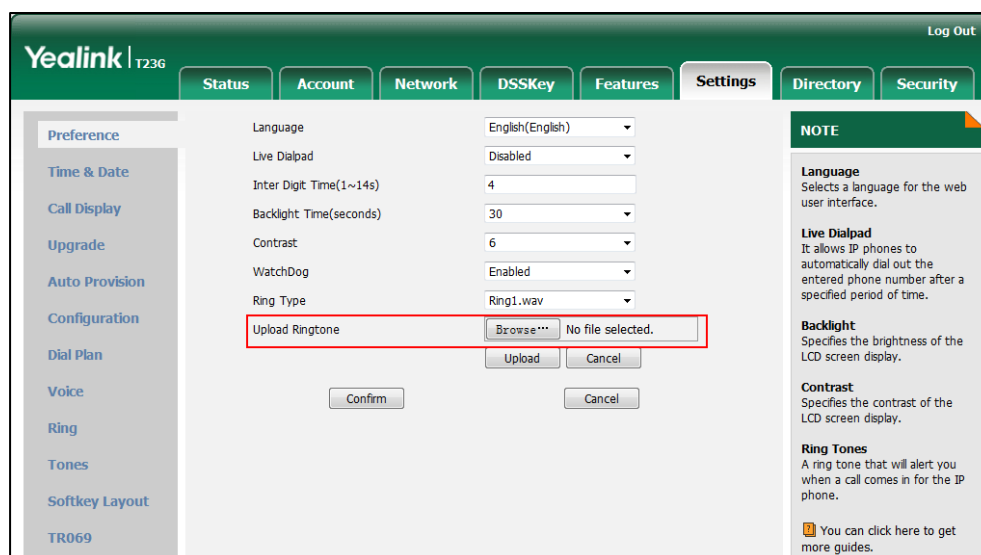 Log Out
Yealink T23G
Status Account Network DSSKey Features Settings Directory Security
Preference
Time & Date
Call Display
Upgrade
Auto Provision
Configuration
Dial Plan
Voice
Ring
Tones
Softkey Layout
TR069
Language English(English)
Live Dialpad Disabled
Inter Digit Time(1~14s) 4
Backlight Time(seconds) 30
Contrast 6
WatchDog Enabled
Ring Type Ring1.wav
Upload Ringtone Browse… No file selected.
Upload Cancel
Confirm Cancel
NOTE
Language
Selects a language for the web
user interface.
Live Dialpad
It allows IP phones to
automatically dial out the
entered phone number after a
specified period of time.
Backlight
Specifies the brightness of the
LCD screen display.
Contrast
Specifies the contrast of the
LCD screen display.
Ring Tones
A ring tone that will alert you
when a call comes in for the IP
phone.
You can click here to get
more guides.